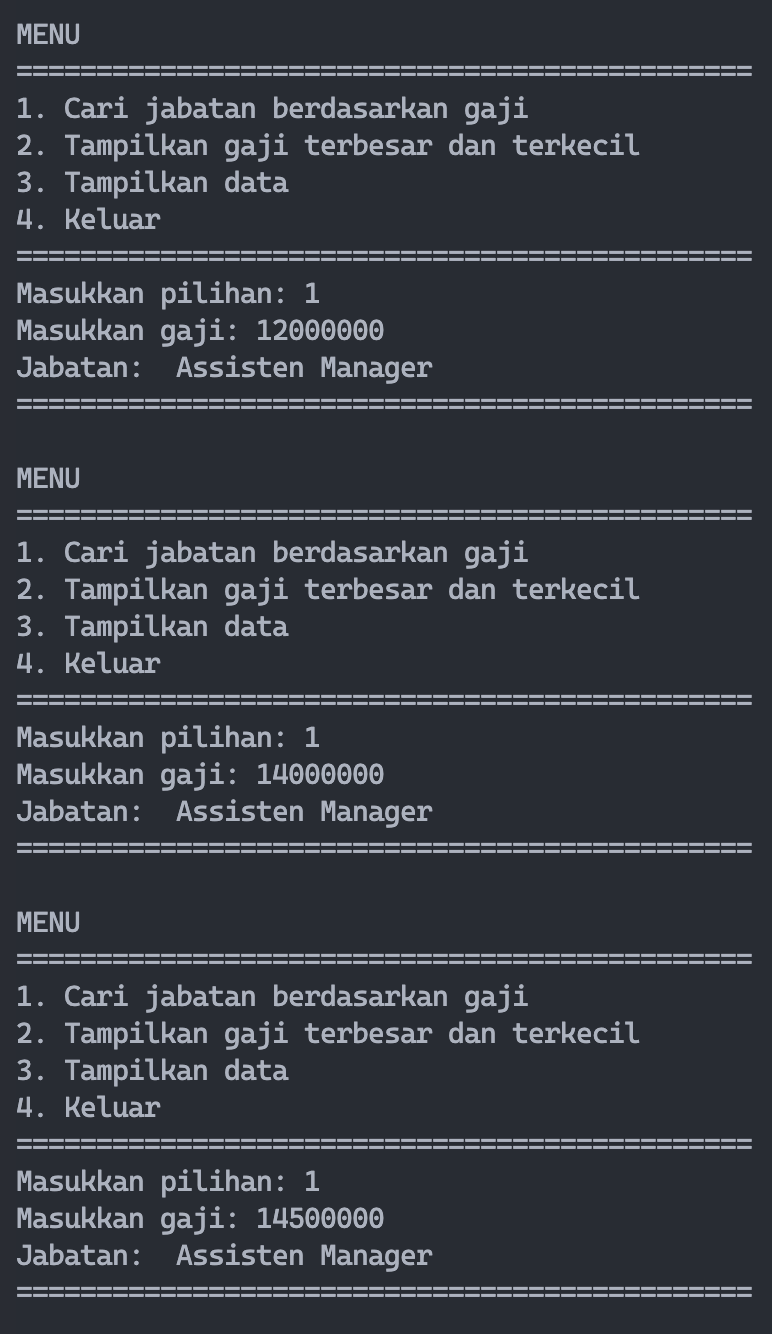 MENU
==============================================
1. Cari jabatan berdasarkan gaji
2. Tampilkan gaji terbesar dan terkecil
3. Tampilkan data
4. Keluar
==============================================
Masukkan pilihan: 1
Masukkan gaji: 12000000
Jabatan:  Assisten Manager
==============================================

MENU
==============================================
1. Cari jabatan berdasarkan gaji
2. Tampilkan gaji terbesar dan terkecil
3. Tampilkan data
4. Keluar
==============================================
Masukkan pilihan: 1
Masukkan gaji: 14000000
Jabatan:  Assisten Manager
==============================================

MENU
==============================================
1. Cari jabatan berdasarkan gaji
2. Tampilkan gaji terbesar dan terkecil
3. Tampilkan data
4. Keluar
==============================================
Masukkan pilihan: 1
Masukkan gaji: 14500000
Jabatan:  Assisten Manager
==============================================